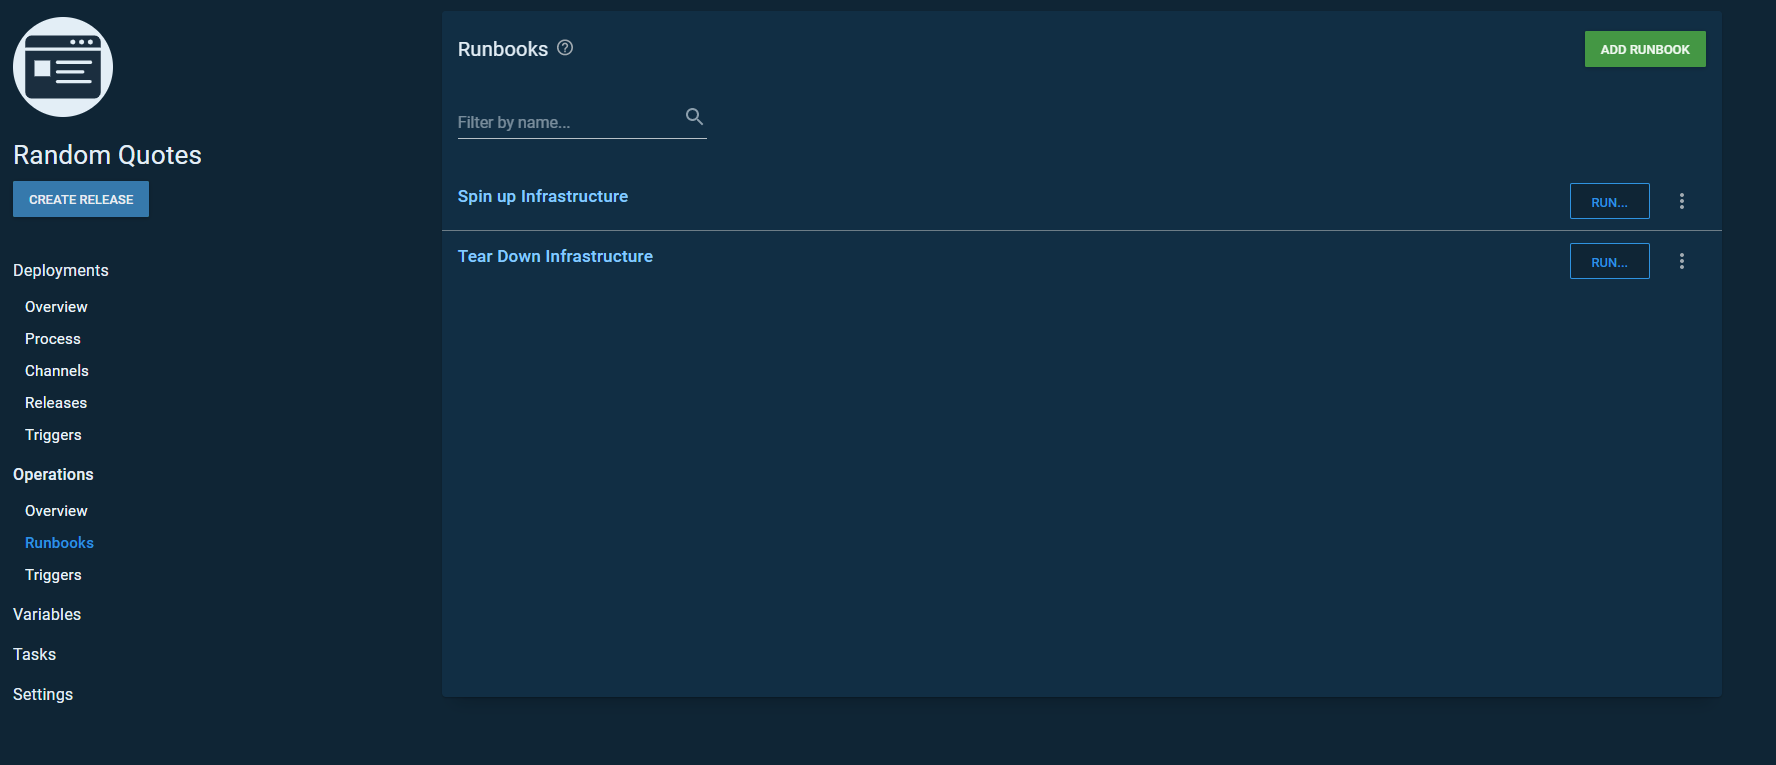 Random Quotes
CREATE RELEASE
Deployments
Overview
Process
Channels
Releases
Triggers
Operations
Overview
Runbooks
Triggers
Variables
Tasks
Settings
Runbooks ?
ADD RUNBOOK
Filter by name...
Spin up Infrastructure
RUN...
Tear Down Infrastructure
RUN...